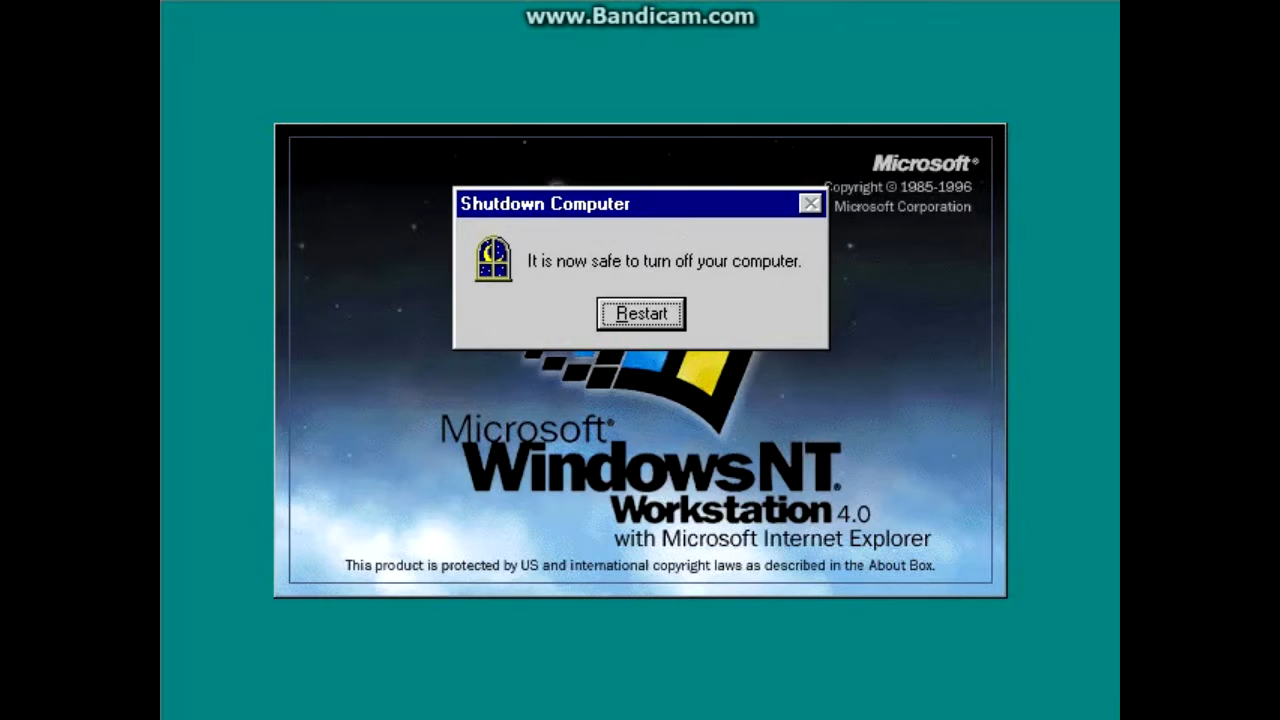 www.Bandicam.com
Microsoft®
Copyright © 1985-1996
Microsoft Corporation
Shutdown Computer
It is now safe to turn off your computer.
Restart
Microsoft®
WindowsNT®
Workstation 4.0
with Microsoft Internet Explorer
This product is protected by US and international copyright laws as described in the About Box.